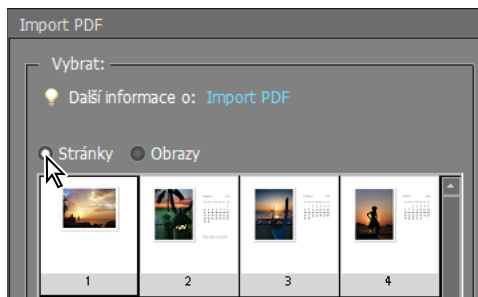 Import PDF
Vybrat:
Další informace o: Import PDF
Stránky Obrazy
1 2 3 4